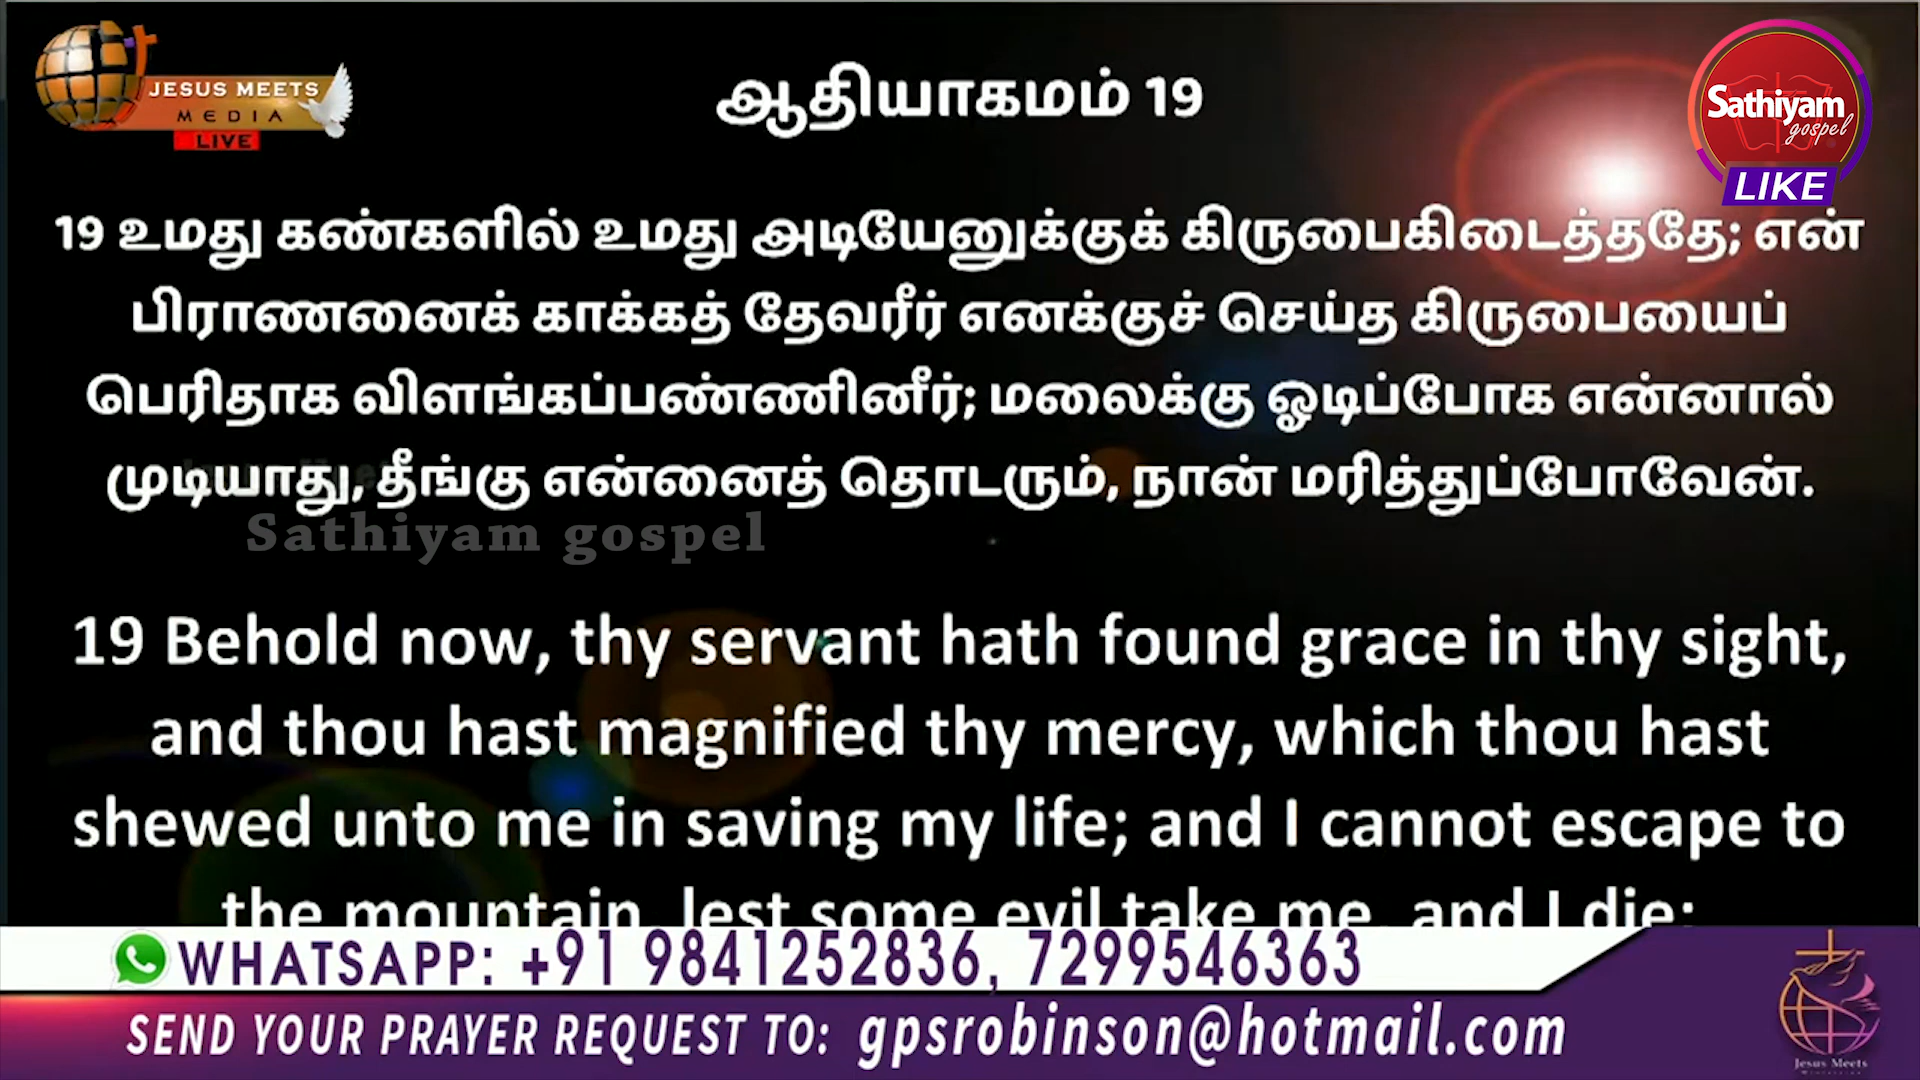 JESUS MEETS
MEDIA
LIVE
ஆதியாகமம் 19
Sathiyam
gospel
LIKE
19 உமது கண்களில் உமது அடியேனுக்குக் கிருபைகிடைத்ததே; என்
பிராணனைக் காக்கத் தேவரீர் எனக்குச் செய்த கிருபையைப்
பெரிதாக விளங்கப்பண்ணினீர்; மலைக்கு ஓடிப்போக என்னால்
முடியாது, தீங்கு என்னைத் தொடரும், நான் மரித்துப்போவேன்.
Sathiyam gospel
19 Behold now, thy servant hath found grace in thy sight,
and thou hast magnified thy mercy, which thou hast
shewed unto me in saving my life; and I cannot escape to
the mountain, lest some evil take me, and I die:
WHATSAPP: +91 9841252836, 7299546363
SEND YOUR PRAYER REQUEST TO: gpsrobinson@hotmail.com
Jesus Meets